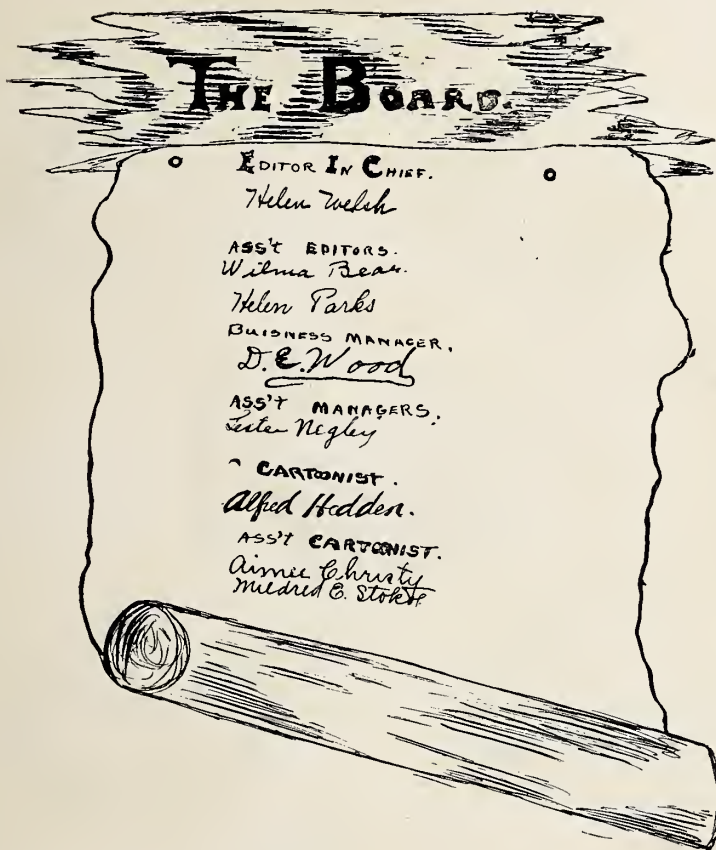 THE BOARD.
EDITOR IN CHIEF.
Helen Welsh
ASS't EDITORS.
Wilma Bear.
Helen Parks
BUISNESS MANAGER.
D. E. Wood
ASS't MANAGERS.
Lester Negley
CARTOONIST.
Alfred Hedden.
ASS't CARTOONIST.
Aimee Christy
Mildred E. Stokes